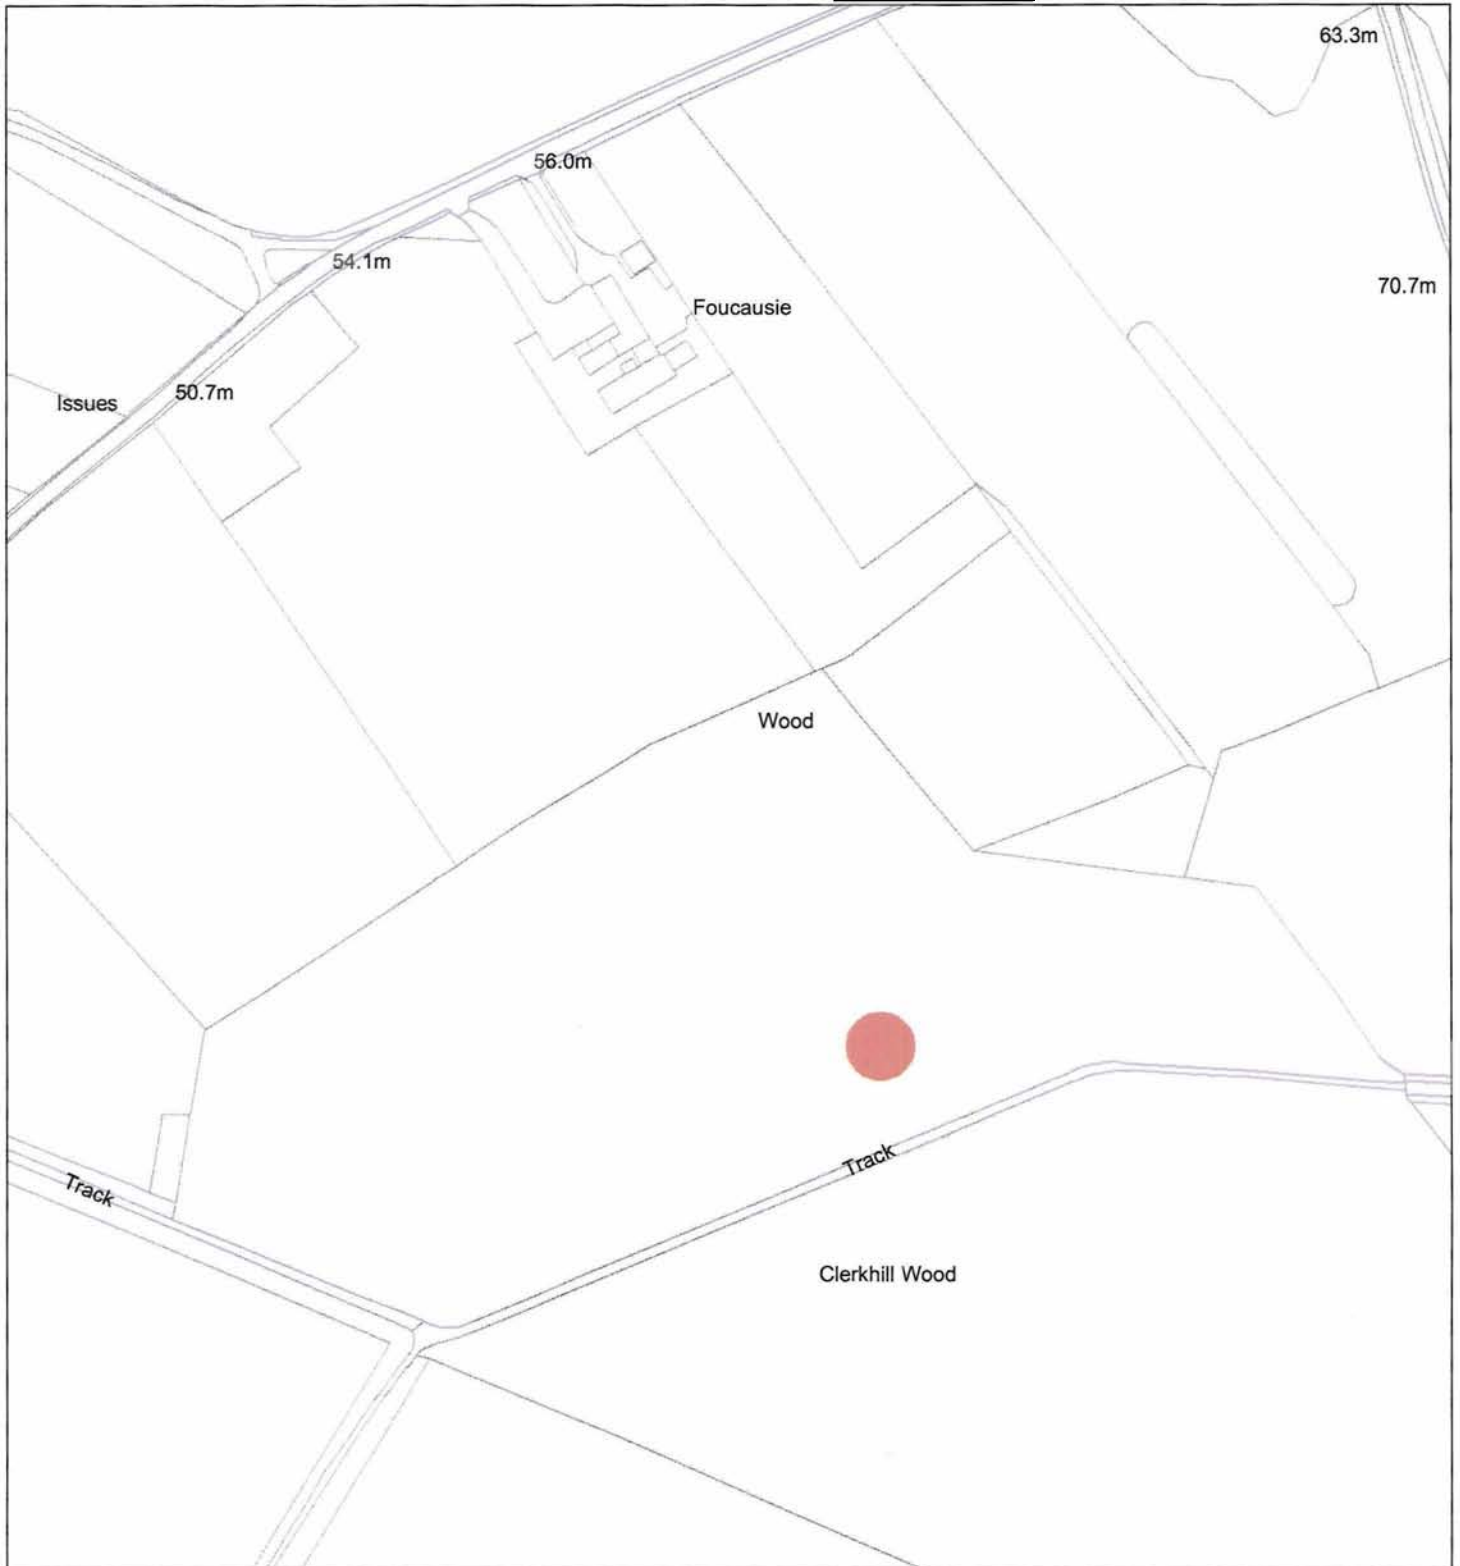 63.3m
56.0m
54.1m
70.7m
Foucausie
50.7m
Issues
Wood
Track
Track
Clerkhill Wood